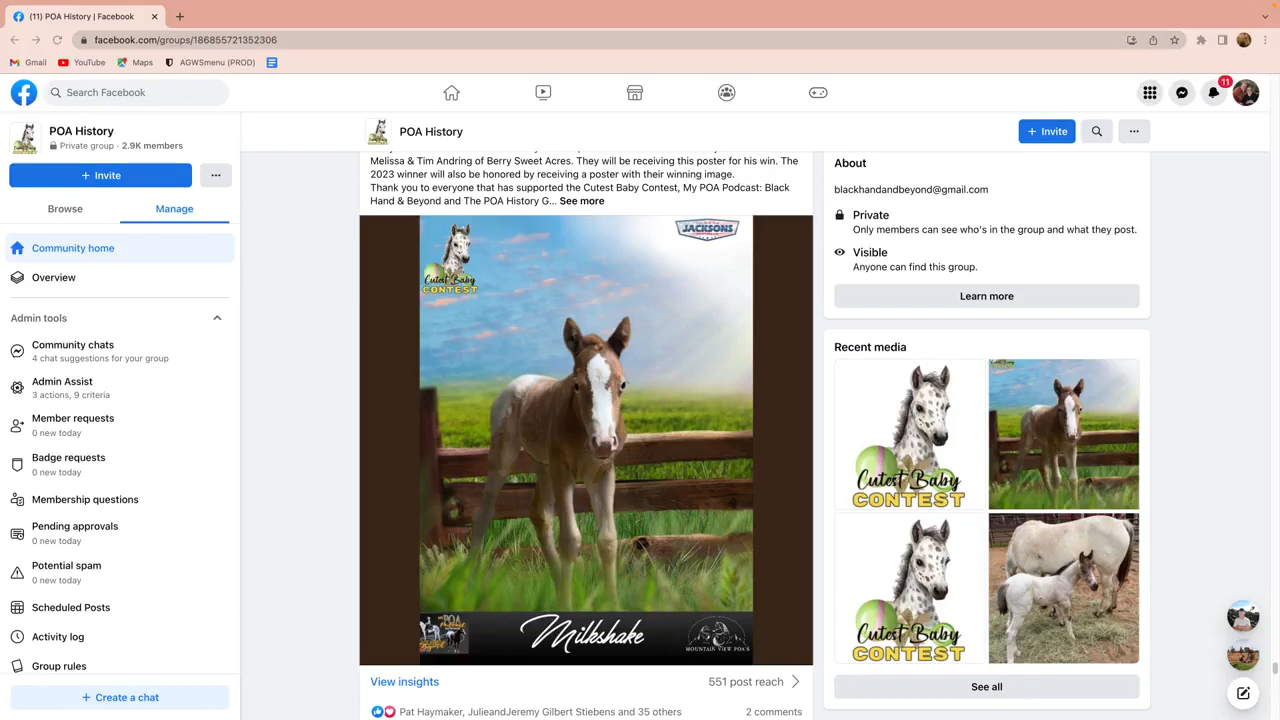 (11) POA History | Facebook
facebook.com/groups/186855721352306
Gmail
YouTube
Maps
AGWSmenu (PROD)
Search Facebook
11
POA History
Private group · 2.9K members
+ Invite
...
Browse
Manage
Community home
Overview
Admin tools
Community chats
4 chat suggestions for your group
Admin Assist
3 actions, 9 criteria
Member requests
0 new today
Badge requests
0 new today
Membership questions
Pending approvals
0 new today
Potential spam
0 new today
Scheduled Posts
Activity log
Group rules
+ Create a chat
POA History
+ Invite
...
Melissa & Tim Andring of Berry Sweet Acres. They will be receiving this poster for his win. The
2023 winner will also be honored by receiving a poster with their winning image.
Thank you to everyone that has supported the Cutest Baby Contest, My POA Podcast: Black
Hand & Beyond and The POA History G... See more
JACKSONS
Cutest Baby
CONTEST
Milkshake
MOUNTAIN VIEW POA'S
View insights
551 post reach
Pat Haymaker, JulieandJeremy Gilbert Stiebens and 35 others
2 comments
About
blackhandandbeyond@gmail.com
Private
Only members can see who's in the group and what they post.
Visible
Anyone can find this group.
Learn more
Recent media
Cutest Baby
CONTEST
Cutest Baby
CONTEST
See all